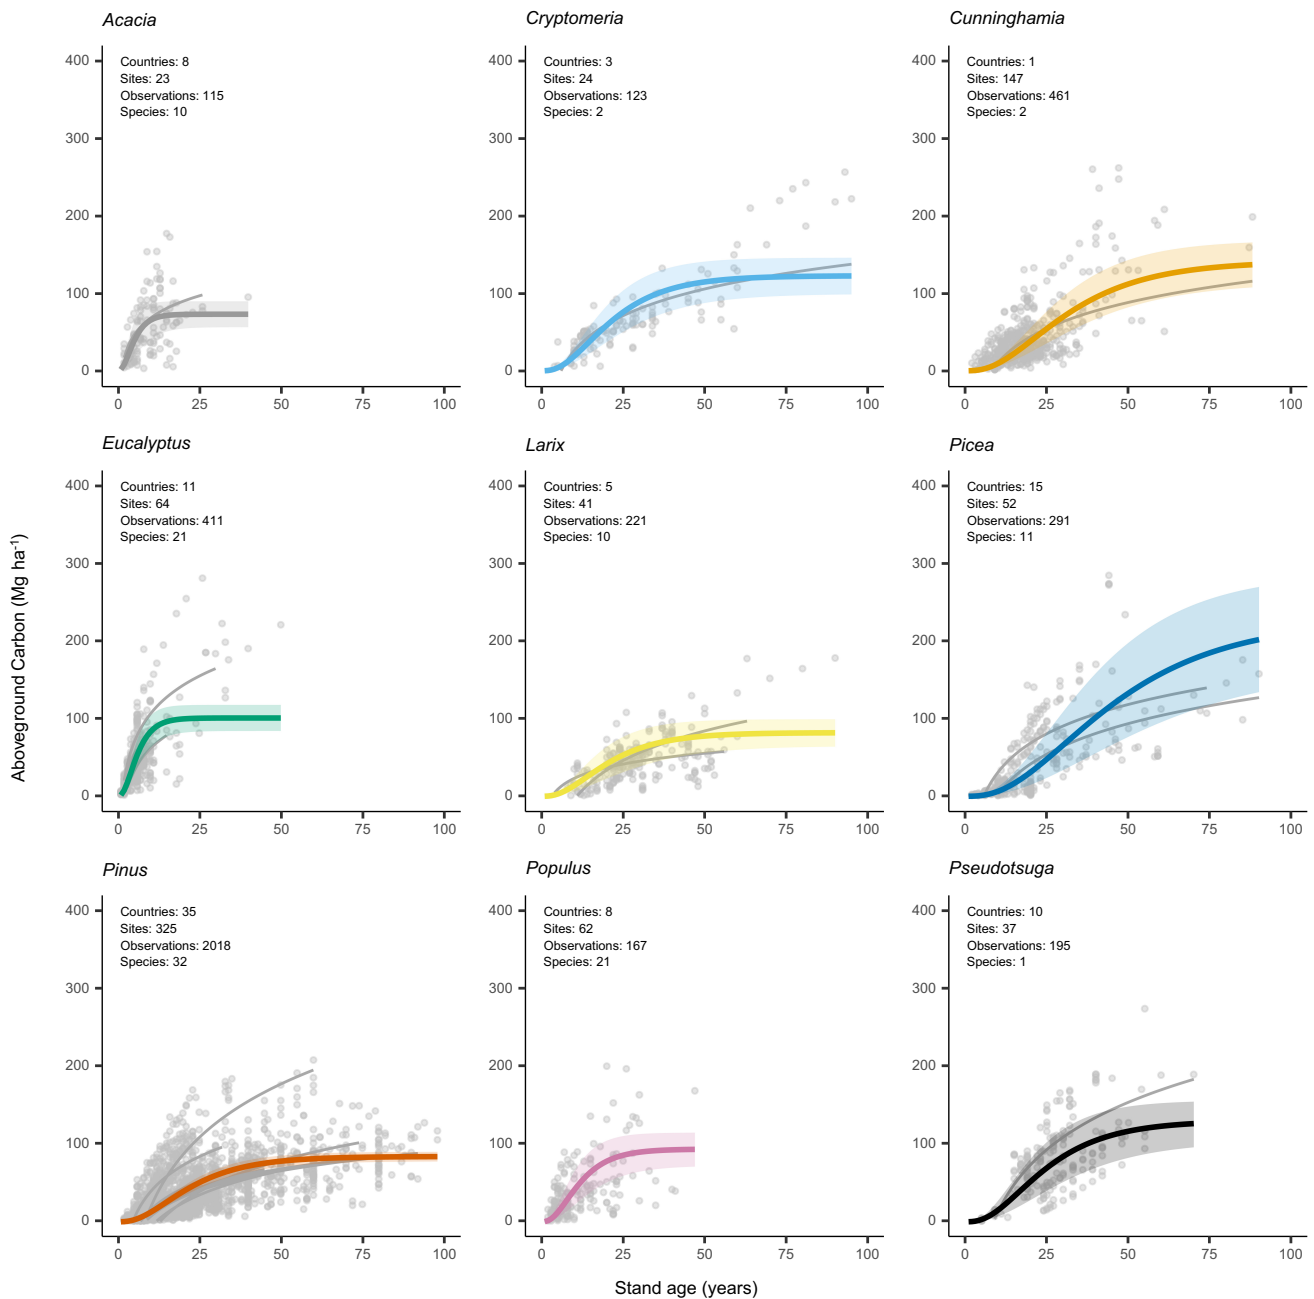 Acacia
Countries: 8
Sites: 23
Observations: 115
Species: 10
400
300
200
100
0
0 25 50 75 100
Cryptomeria
Countries: 3
Sites: 24
Observations: 123
Species: 2
400
300
200
100
0
0 25 50 75 100
Cunninghamia
Countries: 1
Sites: 147
Observations: 461
Species: 2
400
300
200
100
0
0 25 50 75 100
Eucalyptus
Countries: 11
Sites: 64
Observations: 411
Species: 21
400
300
200
100
0
0 25 50 75 100
Larix
Countries: 5
Sites: 41
Observations: 221
Species: 10
400
300
200
100
0
0 25 50 75 100
Picea
Countries: 15
Sites: 52
Observations: 291
Species: 11
400
300
200
100
0
0 25 50 75 100
Pinus
Countries: 35
Sites: 325
Observations: 2018
Species: 32
400
300
200
100
0
0 25 50 75 100
Populus
Countries: 8
Sites: 62
Observations: 167
Species: 21
400
300
200
100
0
0 25 50 75 100
Pseudotsuga
Countries: 10
Sites: 37
Observations: 195
Species: 1
400
300
200
100
0
0 25 50 75 100
Aboveground Carbon (Mg ha⁻¹)
Stand age (years)